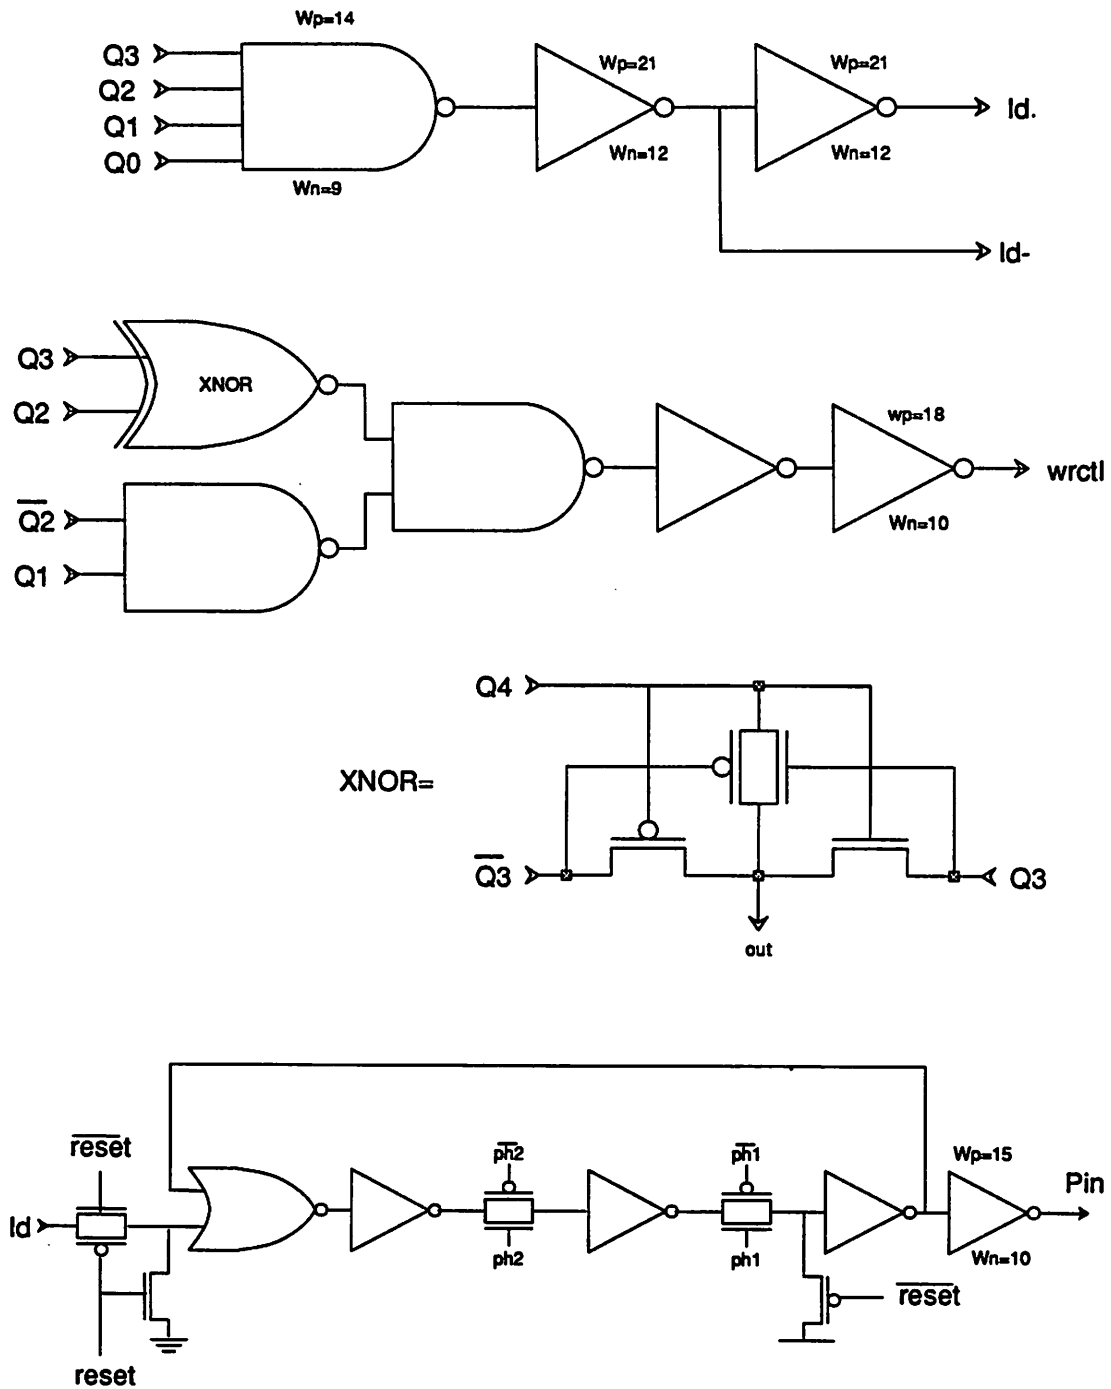 Wp=14
Q3
Q2
Q1
Q0
Wn=9
Wp=21
Wn=12
Wp=21
Wn=12
ld.
ld-
Q3
Q2
XNOR
Q2
Q1
wp=18
Wn=10
wrctl
Q4
XNOR=
Q3
Q3
out
reset
ld
reset
ph2
ph2
ph1
ph1
reset
Wp=15
Wn=10
Pin